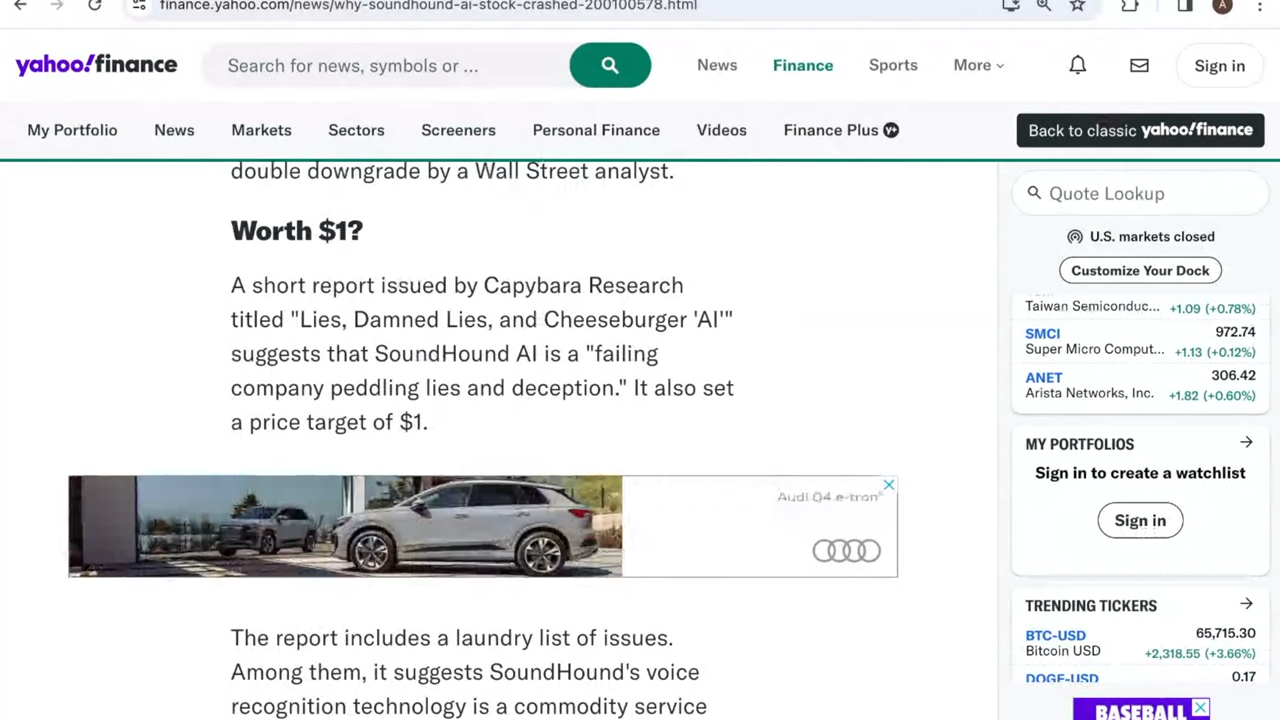 finance.yahoo.com/news/why-soundhound-ai-stock-crashed-200100578.html
A
yahoo!finance
Search for news, symbols or ...
News
Finance
Sports
More
Sign in
My Portfolio
News
Markets
Sectors
Screeners
Personal Finance
Videos
Finance Plus Y+
Back to classic yahoo!finance
double downgrade by a Wall Street analyst.
Worth $1?
A short report issued by Capybara Research
titled "Lies, Damned Lies, and Cheeseburger 'AI'"
suggests that SoundHound AI is a "failing
company peddling lies and deception." It also set
a price target of $1.
Audi Q4 e-tron®
The report includes a laundry list of issues.
Among them, it suggests SoundHound's voice
recognition technology is a commodity service
Quote Lookup
U.S. markets closed
Customize Your Dock
Taiwan Semiconduc... +1.09 (+0.78%)
SMCI 972.74
Super Micro Comput... +1.13 (+0.12%)
ANET 306.42
Arista Networks, Inc. +1.82 (+0.60%)
MY PORTFOLIOS
Sign in to create a watchlist
Sign in
TRENDING TICKERS
BTC-USD 65,715.30
Bitcoin USD +2,318.55 (+3.66%)
DOGE-USD 0.17
BASEBALL